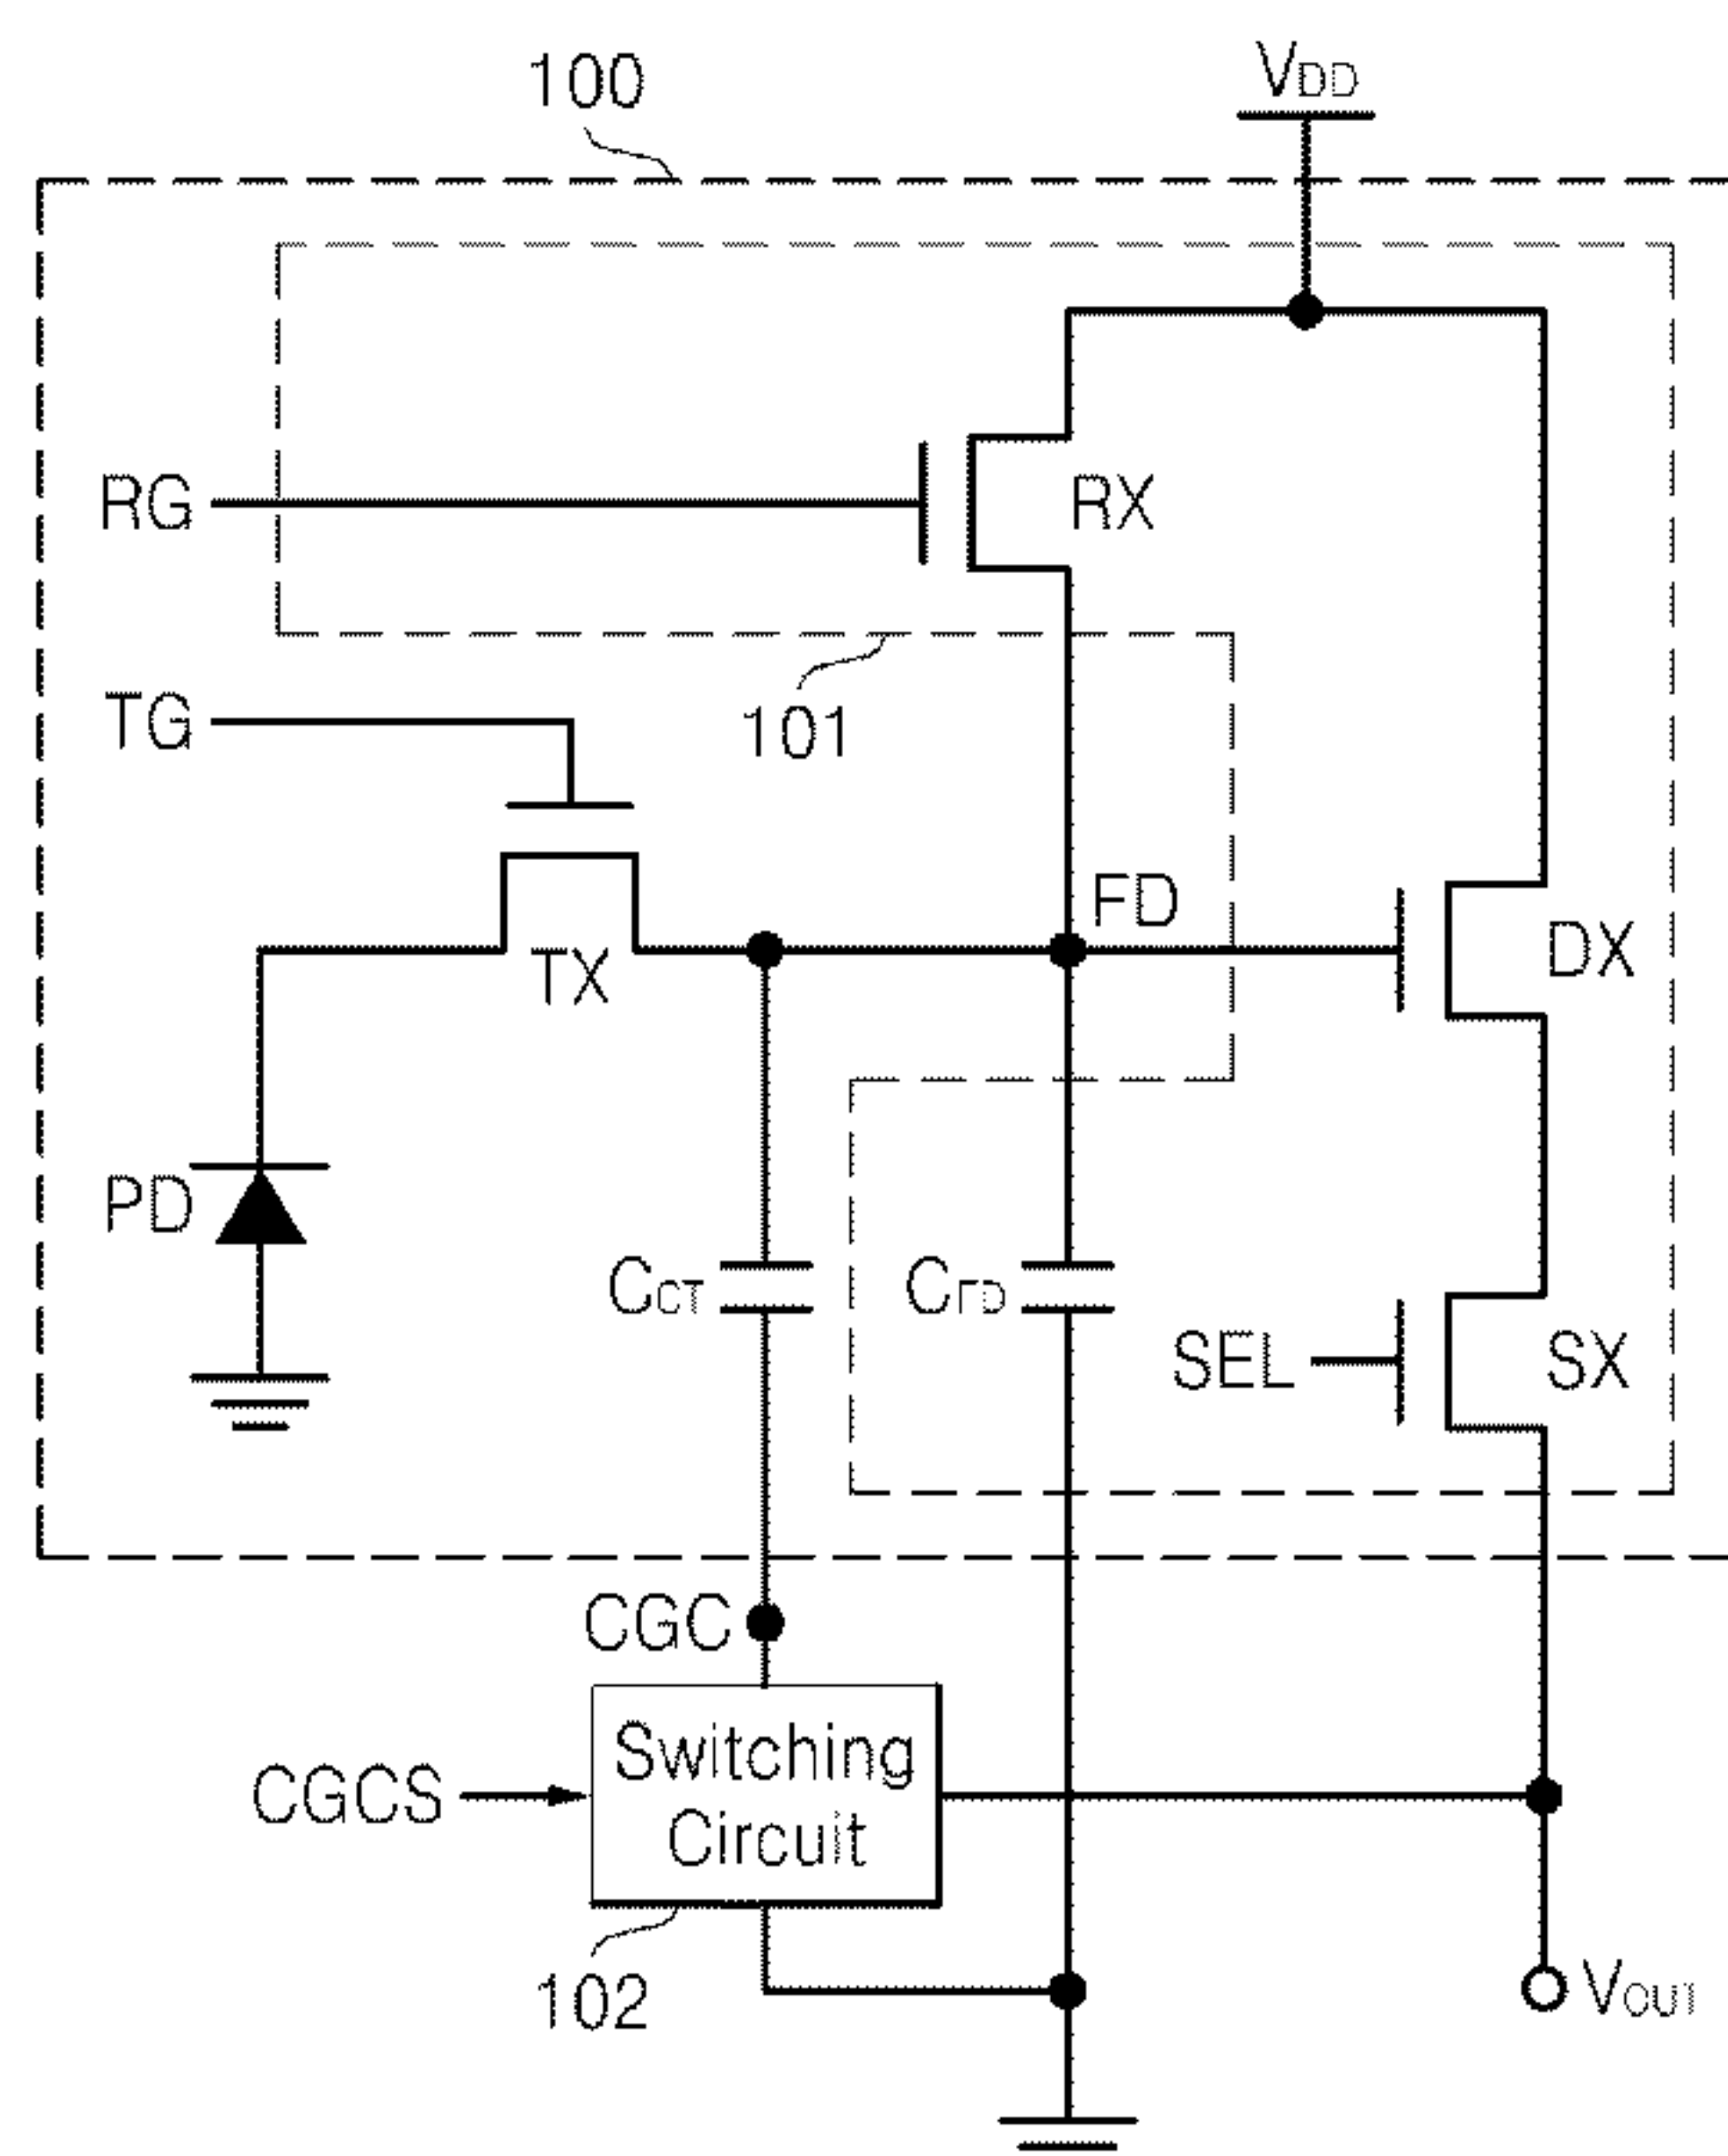 100
VDD
RG
RX
TG
101
FD
TX
DX
PD
CCT
CFD
SEL
SX
CGC
Switching
Circuit
CGCS
102
VOUT